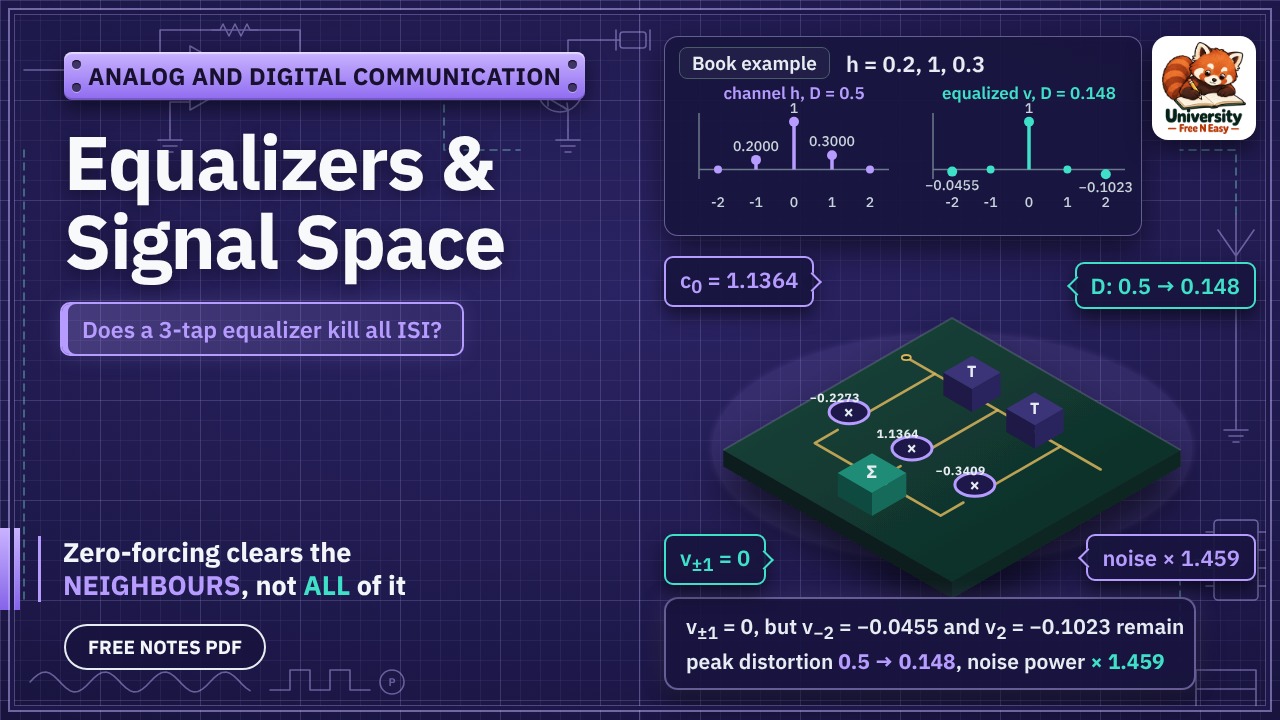 ANALOG AND DIGITAL COMMUNICATION
Equalizers &
Signal Space
Does a 3-tap equalizer kill all ISI?
Zero-forcing clears the
NEIGHBOURS, not ALL of it
FREE NOTES PDF
P
Book example
h = 0.2, 1, 0.3
channel h, D = 0.5
1
0.2000
0.3000
-2 -1 0 1 2
equalized v, D = 0.148
1
−0.0455
−0.1023
-2 -1 0 1 2
University
Free N Easy
c₀ = 1.1364
D: 0.5 → 0.148
T
T
−0.2273
×
1.1364
×
−0.3409
×
Σ
v±₁ = 0
noise × 1.459
v±₁ = 0, but v₋₂ = −0.0455 and v₂ = −0.1023 remain
peak distortion 0.5 → 0.148, noise power × 1.459